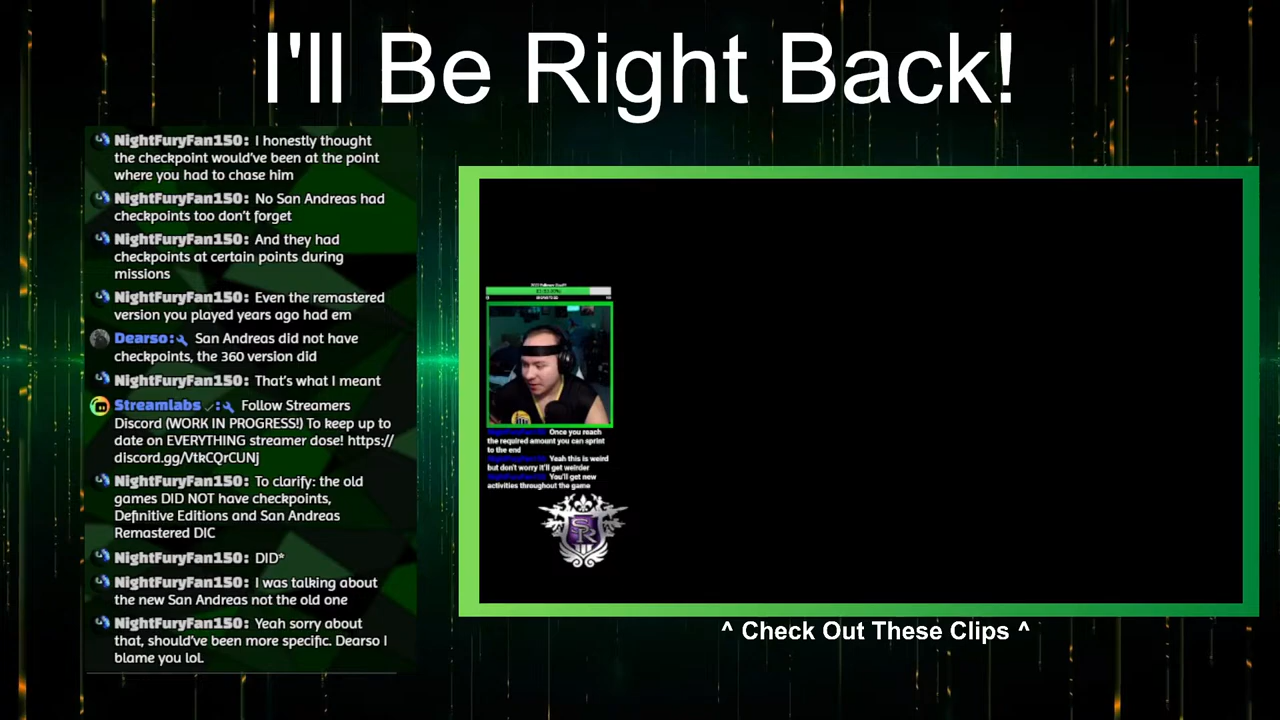 I'll Be Right Back!
NightFuryFan150: I honestly thought
the checkpoint would've been at the point
where you had to chase him
NightFuryFan150: No San Andreas had
checkpoints too don't forget
NightFuryFan150: And they had
checkpoints at certain points during
missions
NightFuryFan150: Even the remastered
version you played years ago had em
Dearso: San Andreas did not have
checkpoints, the 360 version did
NightFuryFan150: That's what I meant
Streamlabs : Follow Streamers
Discord (WORK IN PROGRESS!) To keep up to
date on EVERYTHING streamer dose! https://
discord.gg/VtkCQrCUNj
NightFuryFan150: To clarify: the old
games DID NOT have checkpoints,
Definitive Editions and San Andreas
Remastered DIC
NightFuryFan150: DID*
NightFuryFan150: I was talking about
the new San Andreas not the old one
NightFuryFan150: Yeah sorry about
that, should've been more specific. Dearso I
blame you lol.
Once you reach
the required amount you can sprint
to the end
Yeah this is weird
but don't worry it'll get weirder
You'll get new
activities throughout the game
SR
^ Check Out These Clips ^